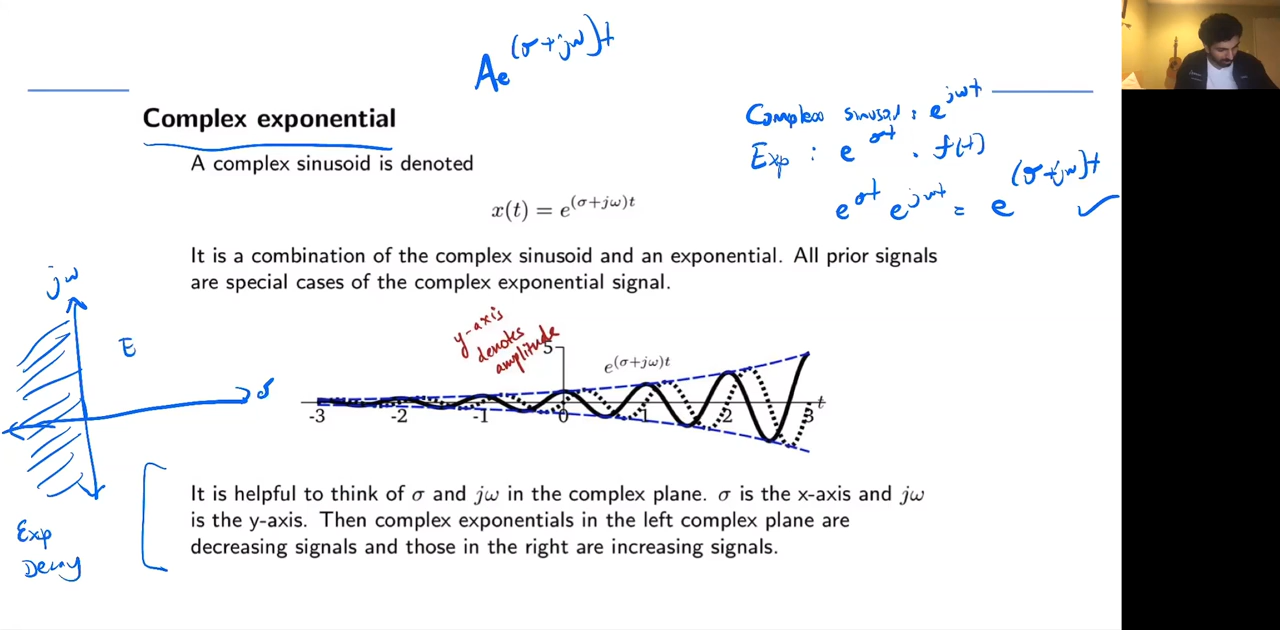 Ae^(σ+jω)t
Complex exponential
A complex sinusoid is denoted
x(t) = e^(σ+jω)t
Complex sinusoid : e^jωt
Exp : e^σt . f(t)
e^σt e^jωt = e^(σ+jω)t ✓
It is a combination of the complex sinusoid and an exponential. All prior signals
are special cases of the complex exponential signal.
jω
E
σ
y-axis
denotes
amplitude
5
e^(σ+jω)t
-3 -2 -1 0 1 2 3 t
It is helpful to think of σ and jω in the complex plane. σ is the x-axis and jω
is the y-axis. Then complex exponentials in the left complex plane are
decreasing signals and those in the right are increasing signals.
Exp
Decay